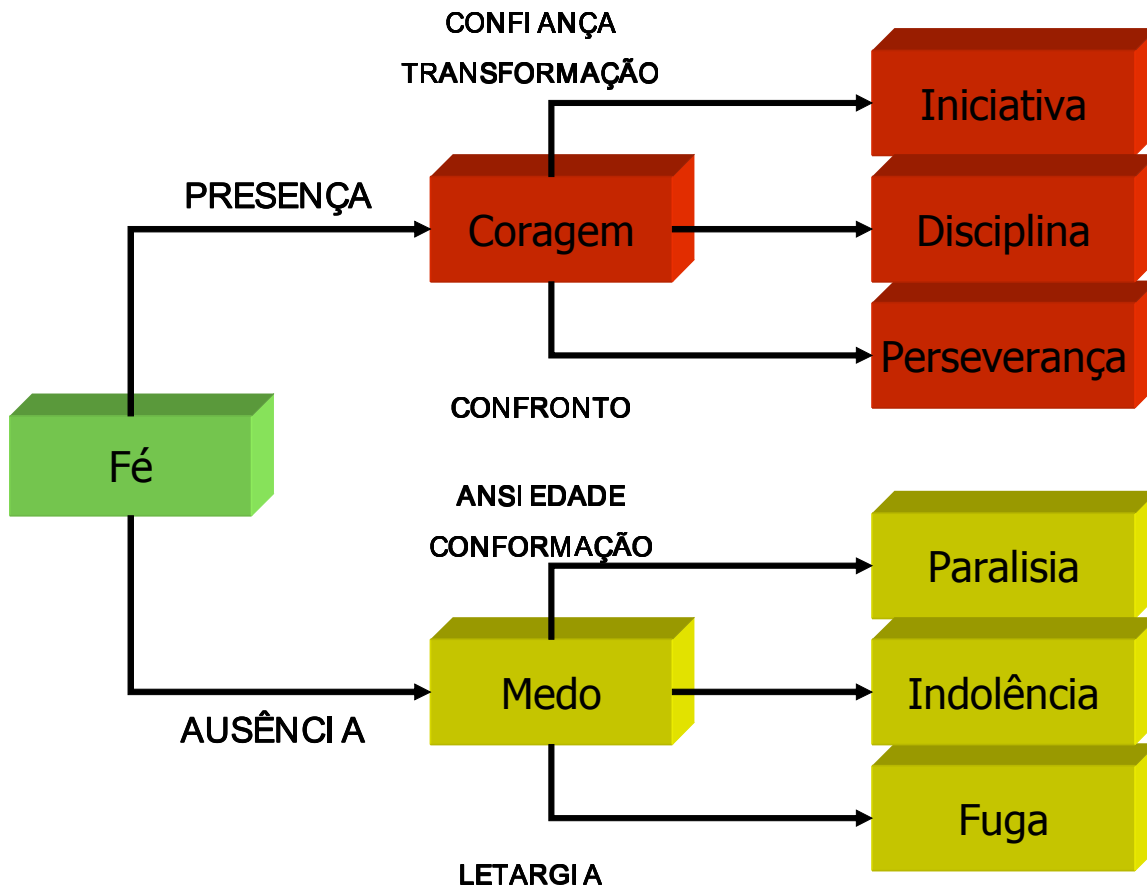 CONFIANÇA
TRANSFORMAÇÃO
Iniciativa
PRESENÇA
Coragem
Disciplina
Perseverança
CONFRONTO
Fé
ANSIEDADE
CONFORMAÇÃO
Paralisia
Medo
Indolência
AUSÊNCIA
Fuga
LETARGIA